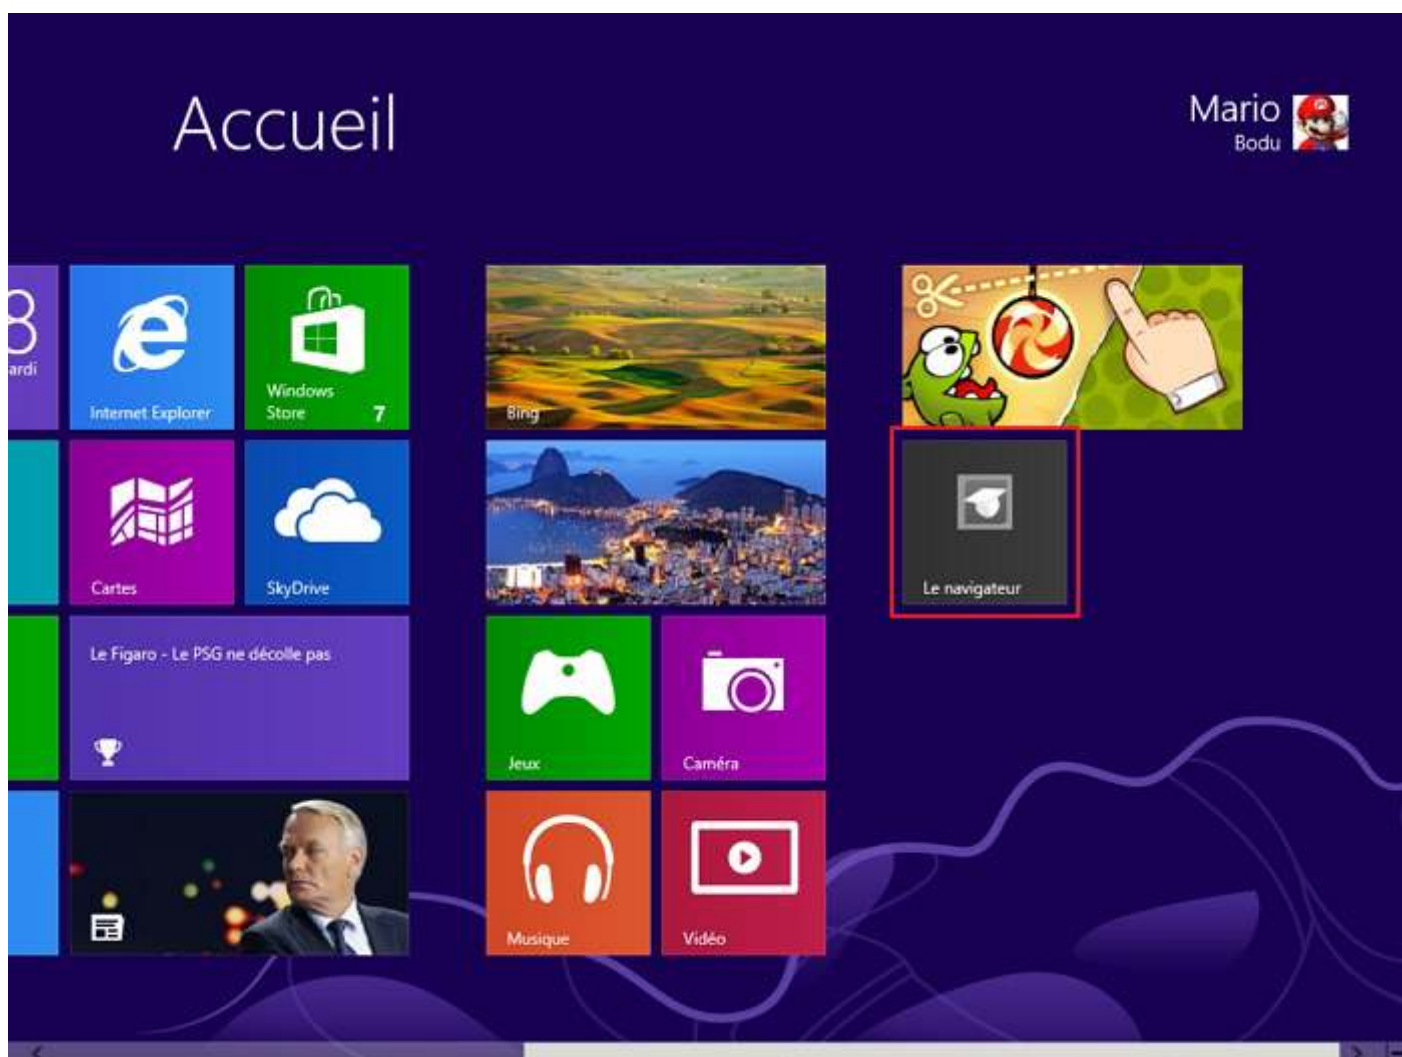 Accueil
Mario
Bodu
8
ardi
Internet Explorer
Windows
Store 7
Bing
Cartes
SkyDrive
Le navigateur
Le Figaro - Le PSG ne décolle pas
Jeux
Caméra
Musique
Vidéo